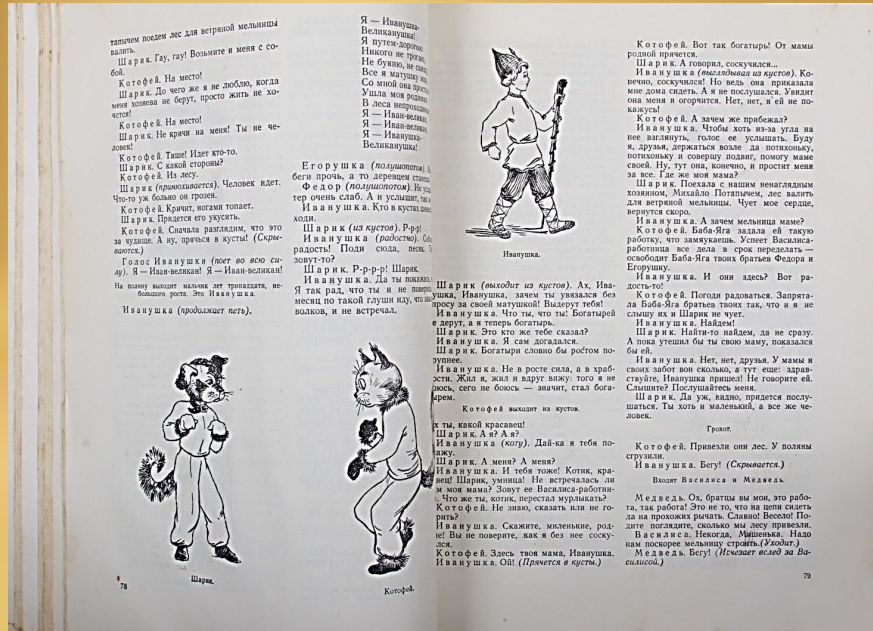 тапычем поедем лес для ветряной мельницы
валить.
Шарик. Гау, гау! Возьмите и меня с со-
бой.
Котофей. На место!
Шарик. До чего же я не люблю, когда
меня хозяева не берут, просто жить не хо-
чется!
Котофей. На место!
Шарик. Не кричи на меня! Ты не че-
ловек!
Котофей. Тише! Идет кто-то.
Шарик. С какой стороны?
Котофей. Из лесу.
Шарик (принюхивается). Человек идет.
Что-то уж больно он грозен.
Котофей. Кричит, ногами топает.
Шарик. Придется его укусить.
Котофей. Сначала разглядим, что это
за чудище. А ну, прячься в кусты! (Скры-
ваются.)
Голос Иванушки (поет во всю си-
лу). Я — Иван-великан! Я — Иван-великан!
На поляну выходит мальчик лет тринадцати, не-
большого роста. Это Иванушка.
Иванушка (продолжает петь).
Шарик.
78
Я — Иванушка-
Великанушка!
Я путем-дорогою
Никого не трогаю,
Не буяню, не
Все я матушку
Со мной она
Ушла моя
В леса
Я — Иван-великан,
Я — Иван-великан,
Я — Иванушка-
Великанушка!
Егорушка (полушопотом).
беги прочь, а то деревцем
Федор (полушопотом). Не
тер очень слаб. А и услышит,
Иванушка. Кто в кустах
ходи.
Шарик (из кустов). Р-р-р!
Иванушка (радостно).
радость! Поди сюда, песик.
зовут-то?
Шарик. Р-р-р-р! Шарик.
Иванушка. Да ты покажись!
Я так рад, что ты и не
месяц по такой глуши иду, что
волков, и не встречал.
Котофей.
Иванушка.
Шарик (выходит из кустов). Ах, Ива-
ушка, Иванушка, зачем ты увязался без
просу за своей матушкой! Выдерут тебя!
Иванушка. Что ты, что ты! Богатырей
е дерут, а я теперь богатырь.
Шарик. Это кто же тебе сказал?
Иванушка. Я сам догадался.
Шарик. Богатыри словно бы ростом по-
рупнее.
Иванушка. Не в росте сила, а в храб-
ости. Жил я, жил и вдруг вижу: того я не
юсь, сего не боюсь — значит, стал бога-
ырем.
Котофей выходит из кустов.
х ты, какой красавец!
Шарик. А я? А я?
Иванушка (коту). Дай-ка я тебя по-
ажу.
Шарик. А меня? А меня?
Иванушка. И тебя тоже! Котик, кра-
вец! Шарик, умница! Не встречалась ли
м моя мама? Зовут ее Василиса-работни-
. Что же ты, котик, перестал мурлыкать?
Котофей. Не знаю, сказать или не го-
рить?
Иванушка. Скажите, миленькие, род-
ые! Вы не поверите, как я без нее соску-
лся.
Котофей. Здесь твоя мама, Иванушка.
Иванушка. Ой! (Прячется в кусты.)
Котофей. Вот так богатырь! От мамы
родной прячется.
Шарик. А говорил, соскучился...
Иванушка (выглядывая из кустов). Ко-
нечно, соскучился! Но ведь она приказала
мне дома сидеть. А я не послушался. Увидит
она меня и огорчится. Нет, нет, я ей не по-
кажусь!
Котофей. А зачем же прибежал?
Иванушка. Чтобы хоть из-за угла на
нее взглянуть, голос ее услышать. Буду
я, друзья, держаться возле да потихоньку,
потихоньку и совершу подвиг, помогу маме
своей. Ну, тут она, конечно, и простит меня
за все. Где же моя мама?
Шарик. Поехала с нашим ненаглядным
хозяином, Михайло Потапычем, лес валить
для ветряной мельницы. Чует мое сердце,
вернутся скоро.
Иванушка. А зачем мельница маме?
Котофей. Баба-Яга задала ей такую
работку, что замяукаешь. Успеет Василиса-
работница все дела в срок переделать —
освободит Баба-Яга твоих братьев Федора и
Егорушку.
Иванушка. И они здесь? Вот ра-
дость-то!
Котофей. Погоди радоваться. Запрята-
ла Баба-Яга братьев твоих так, что и я не
слышу их и Шарик не чует.
Иванушка. Найдем!
Шарик. Найти-то найдем, да не сразу.
А пока утешил бы ты свою маму, показался
бы ей.
Иванушка. Нет, нет, друзья. У мамы и
своих забот вон сколько, а тут еще: здрав-
ствуйте, Иванушка пришел! Не говорите ей.
Слышите? Послушайтесь меня.
Шарик. Да уж, видно, придется послу-
шаться. Ты хоть и маленький, а все же че-
ловек.
Грохот.
Котофей. Привезли они лес. У поляны
сгрузили.
Иванушка. Бегу! (Скрывается.)
Входят Василиса и Медведь.
Медведь. Ох, братцы вы мои, это рабо-
та, так работа! Это не то, что на цепи сидеть
да на прохожих рычать. Славно! Весело! По-
дите поглядите, сколько мы лесу привезли.
Василиса. Некогда, Мишенька. Надо
нам поскорее мельницу строить. (Уходит.)
Медведь. Бегу! (Исчезает вслед за Ва-
силисой.)
79